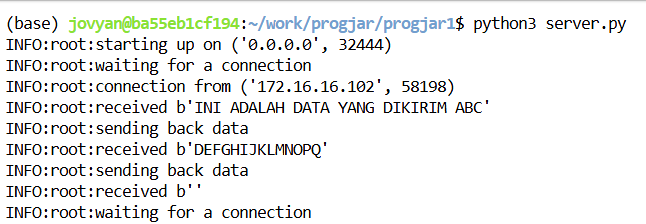 (base) jovyan@ba55eb1cf194:~/work/progjar/progjar1$ python3 server.py
INFO:root:starting up on ('0.0.0.0', 32444)
INFO:root:waiting for a connection
INFO:root:connection from ('172.16.16.102', 58198)
INFO:root:received b'INI ADALAH DATA YANG DIKIRIM ABC'
INFO:root:sending back data
INFO:root:received b'DEFGHIJKLMNOPQ'
INFO:root:sending back data
INFO:root:received b''
INFO:root:waiting for a connection